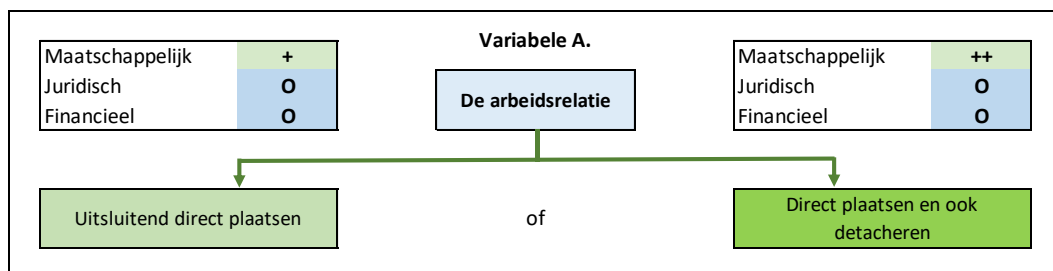 Variabele A.
Maatschappelijk +
Juridisch O
Financieel O
De arbeidsrelatie
Maatschappelijk ++
Juridisch O
Financieel O
Uitsluitend direct plaatsen
of
Direct plaatsen en ook
detacheren